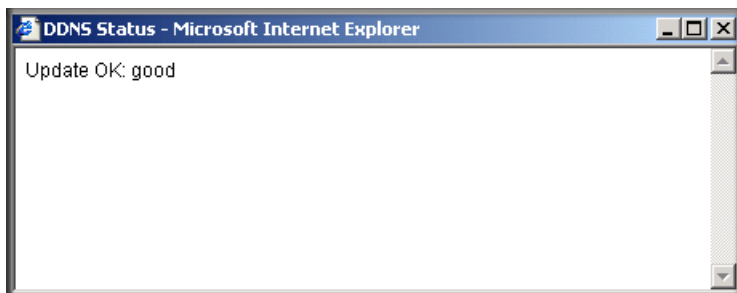 DDNS Status - Microsoft Internet Explorer
Update OK: good